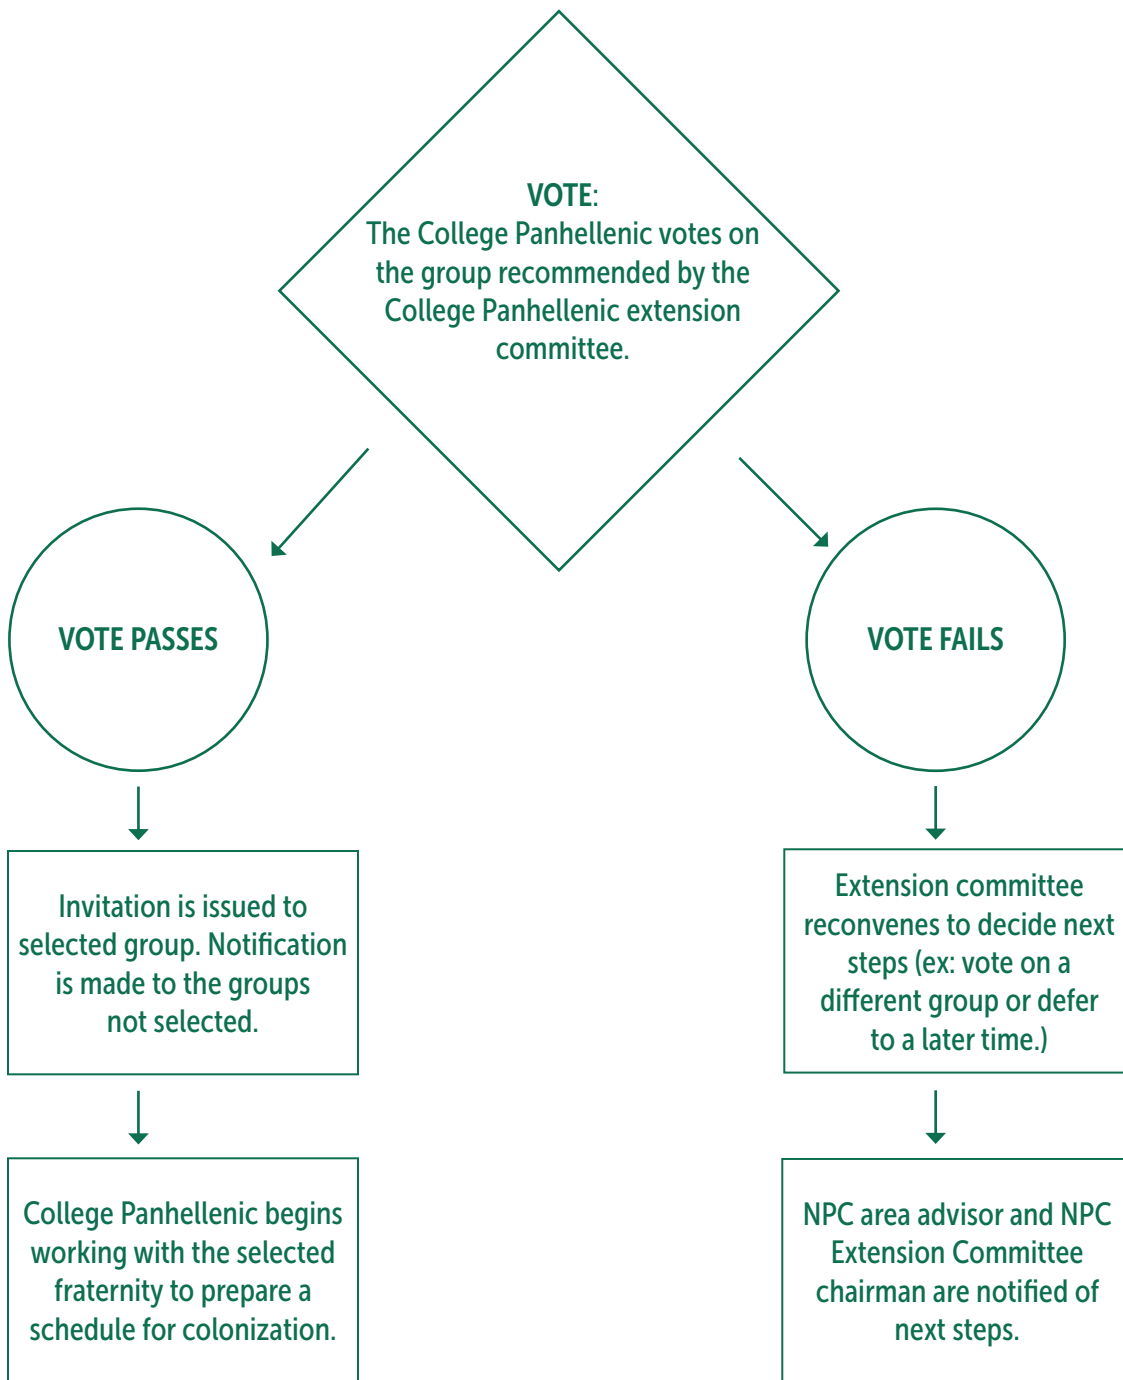 VOTE:
The College Panhellenic votes on
the group recommended by the
College Panhellenic extension
committee.
VOTE PASSES
VOTE FAILS
Invitation is issued to
selected group. Notification
is made to the groups
not selected.
Extension committee
reconvenes to decide next
steps (ex: vote on a
different group or defer
to a later time.)
College Panhellenic begins
working with the selected
fraternity to prepare a
schedule for colonization.
NPC area advisor and NPC
Extension Committee
chairman are notified of
next steps.